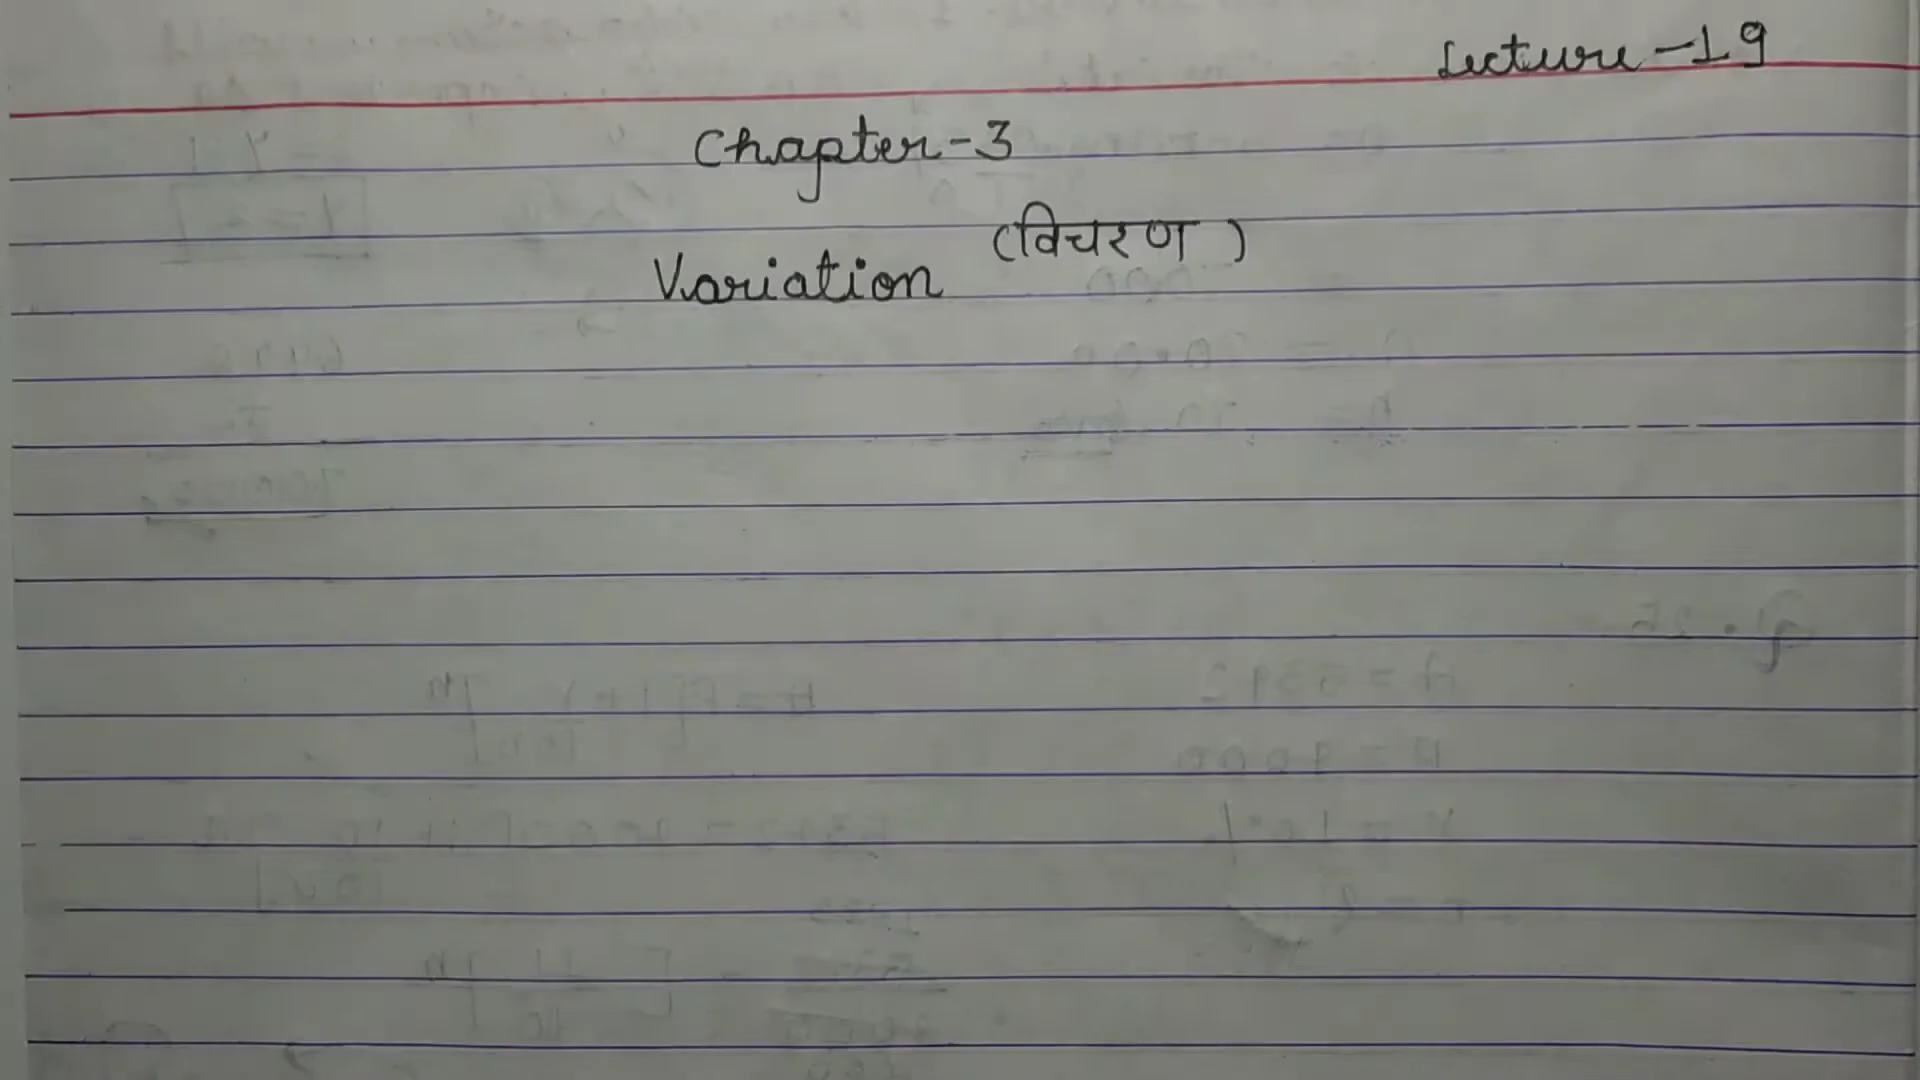 Lecture-19
Chapter-3
Variation (विचरण)